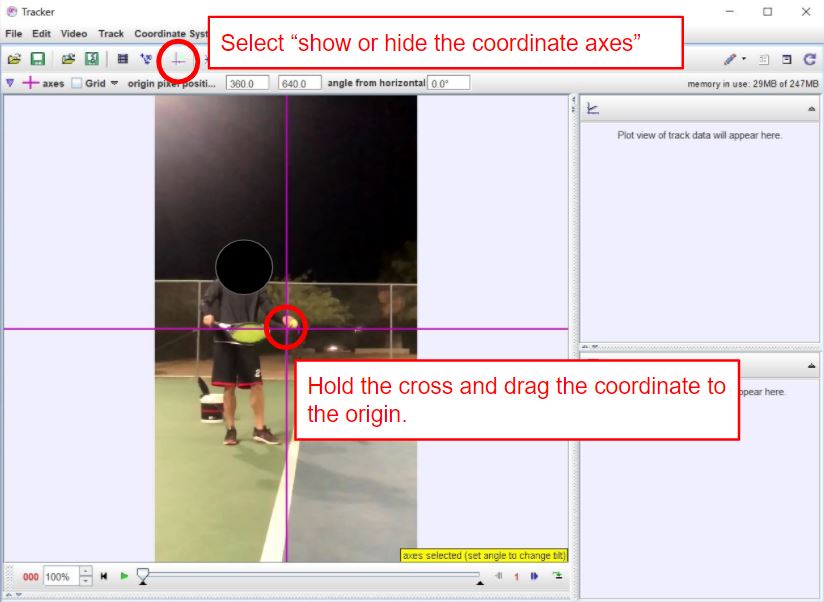 Tracker
File Edit Video Track Coordinate Syst
Select “show or hide the coordinate axes”
axes Grid origin pixel positi... 360.0 640.0 angle from horizontal 0.0° memory in use: 29MB of 247MB
Plot view of track data will appear here.
2
Hold the cross and drag the coordinate to
the origin.
ppear here.
axes selected (set angle to change tilt)
000 100% 1